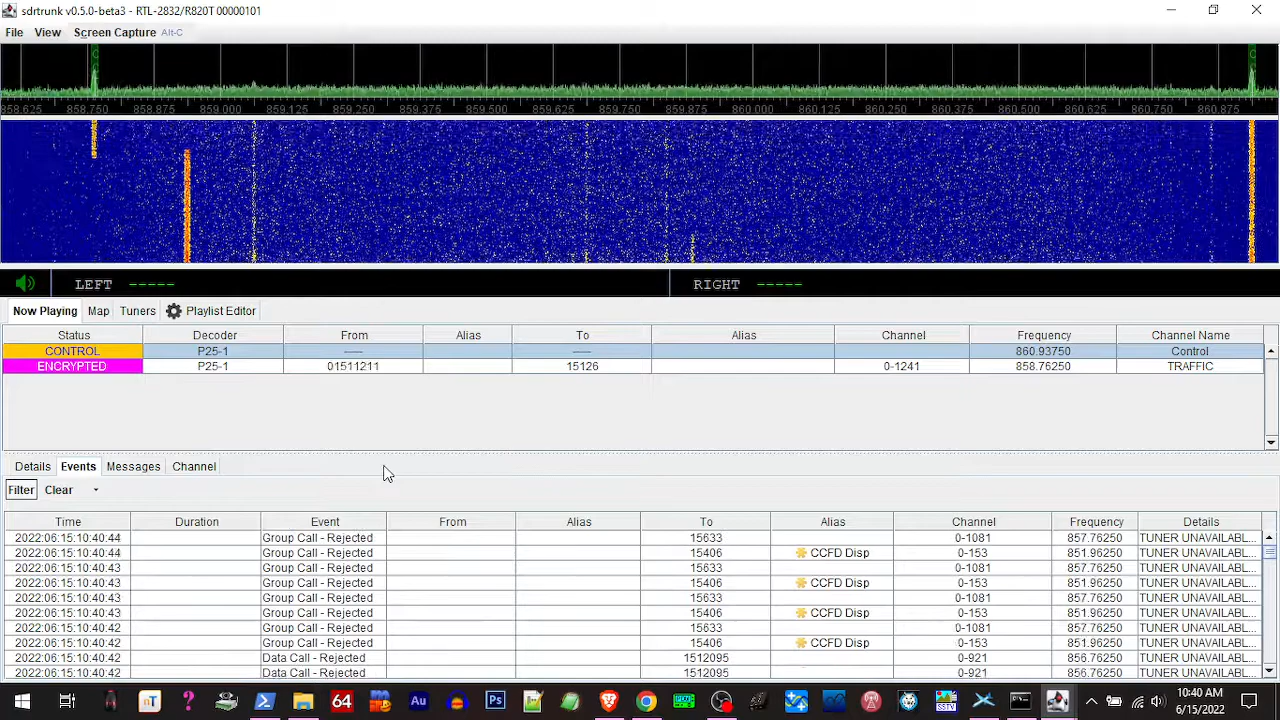 sdrtrunk v0.5.0-beta3 - RTL-2832/R820T 00000101
File View Screen Capture Alt-C
C C
858.625 858.750 858.875 859.000 859.125 859.250 859.375 859.500 859.625 859.750 859.875 860.000 860.125 860.250 860.375 860.500 860.625 860.750 860.875
LEFT ----- RIGHT -----
Now Playing Map Tuners Playlist Editor
Status Decoder From Alias To Alias Channel Frequency Channel Name
CONTROL P25-1 ----- ----- 860.93750 Control
ENCRYPTED P25-1 01511211 15126 0-1241 858.76250 TRAFFIC
Details Events Messages Channel
Filter Clear
Time Duration Event From Alias To Alias Channel Frequency Details
2022:06:15:10:40:44 Group Call - Rejected 15633 0-1081 857.76250 TUNER UNAVAILABL...
2022:06:15:10:40:44 Group Call - Rejected 15406 CCFD Disp 0-153 851.96250 TUNER UNAVAILABL...
2022:06:15:10:40:43 Group Call - Rejected 15633 0-1081 857.76250 TUNER UNAVAILABL...
2022:06:15:10:40:43 Group Call - Rejected 15406 CCFD Disp 0-153 851.96250 TUNER UNAVAILABL...
2022:06:15:10:40:43 Group Call - Rejected 15633 0-1081 857.76250 TUNER UNAVAILABL...
2022:06:15:10:40:43 Group Call - Rejected 15406 CCFD Disp 0-153 851.96250 TUNER UNAVAILABL...
2022:06:15:10:40:42 Group Call - Rejected 15633 0-1081 857.76250 TUNER UNAVAILABL...
2022:06:15:10:40:42 Group Call - Rejected 15406 CCFD Disp 0-153 851.96250 TUNER UNAVAILABL...
2022:06:15:10:40:42 Data Call - Rejected 1512095 0-921 856.76250 TUNER UNAVAILABL...
2022:06:15:10:40:42 Data Call - Rejected 1512095 0-921 856.76250 TUNER UNAVAILABL...
nT ? 64 Au Ps SSTV 10:40 AM
6/15/2022